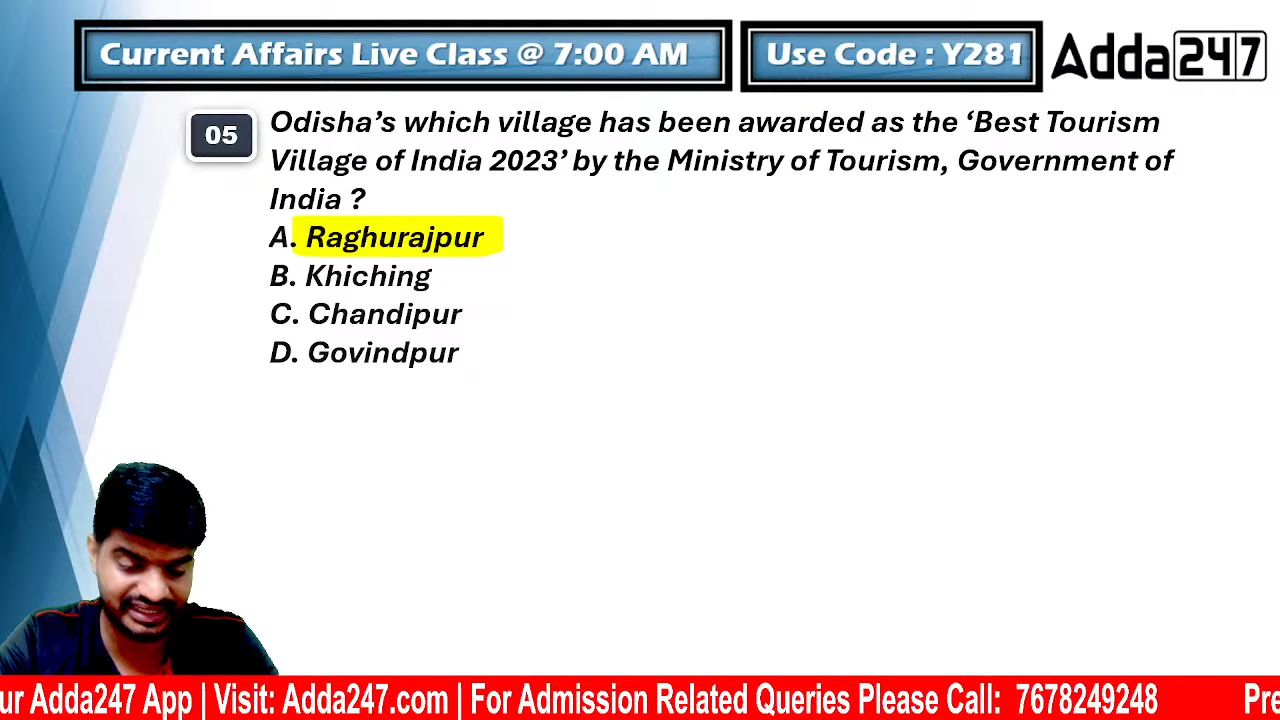 Current Affairs Live Class @ 7:00 AM
Use Code : Y281
Adda247
05
Odisha’s which village has been awarded as the ‘Best Tourism
Village of India 2023’ by the Ministry of Tourism, Government of
India ?
A. Raghurajpur
B. Khiching
C. Chandipur
D. Govindpur
Adda247 App | Visit: Adda247.com | For Admission Related Queries Please Call: 7678249248